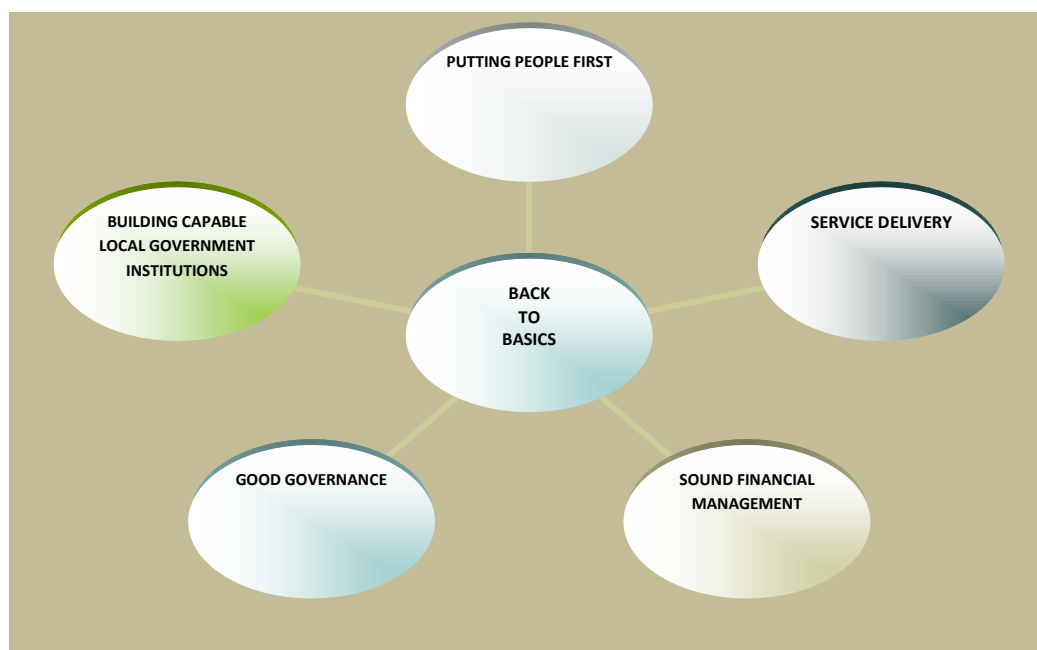 PUTTING PEOPLE FIRST
BUILDING CAPABLE
LOCAL GOVERNMENT
INSTITUTIONS
SERVICE DELIVERY
BACK
TO
BASICS
GOOD GOVERNANCE
SOUND FINANCIAL
MANAGEMENT